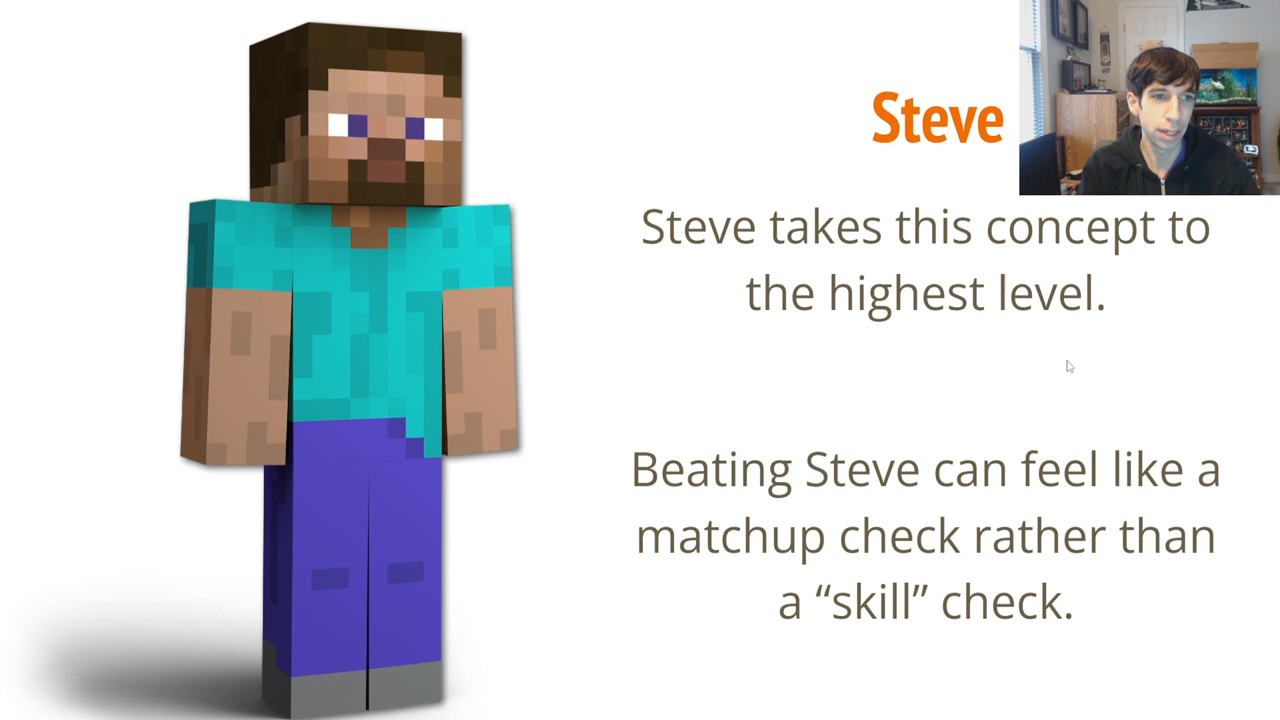 Steve
Steve takes this concept to
the highest level.
Beating Steve can feel like a
matchup check rather than
a “skill” check.